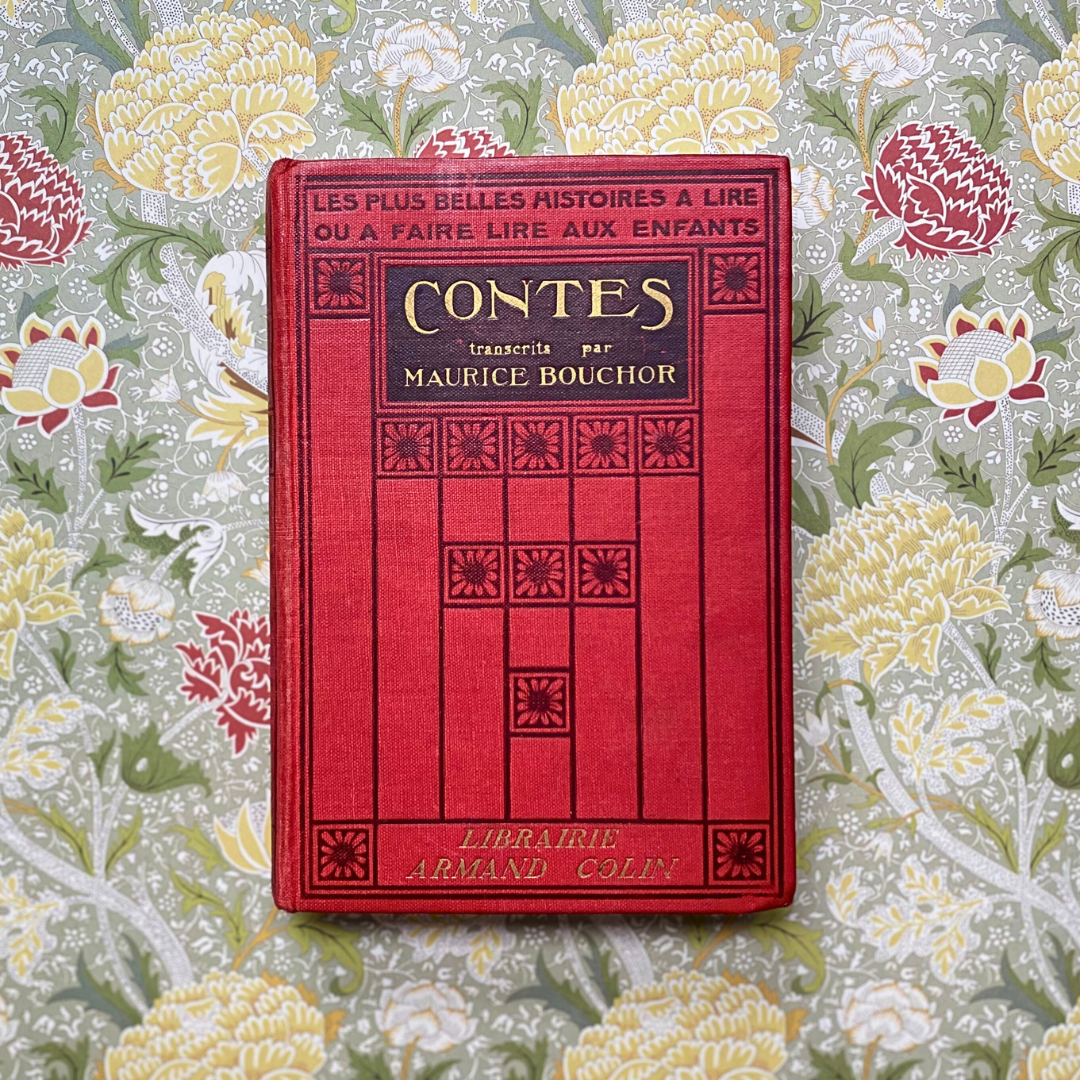 LES PLUS BELLES HISTOIRES A LIRE
OU A FAIRE LIRE AUX ENFANTS
CONTES
transcrits par
MAURICE BOUCHOR
LIBRAIRIE
ARMAND COLIN